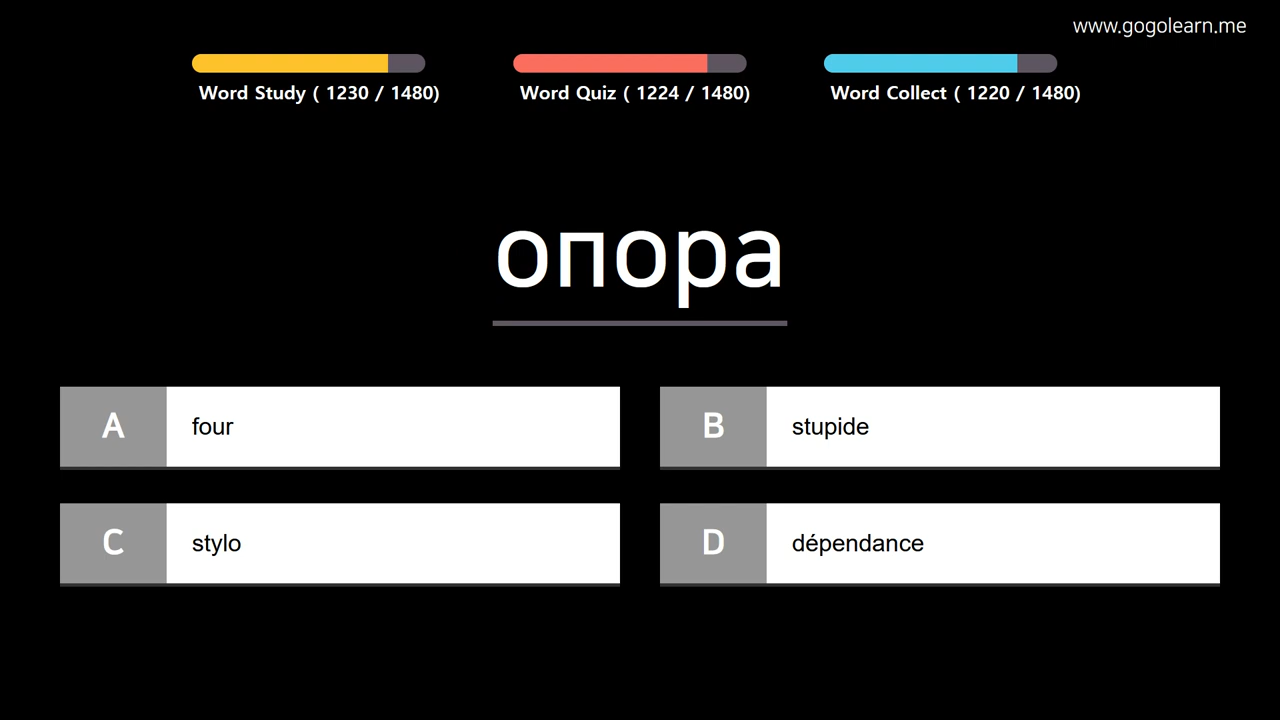 www.gogolearn.me
Word Study ( 1230 / 1480)
Word Quiz ( 1224 / 1480)
Word Collect ( 1220 / 1480)
опора
A four
B stupide
C stylo
D dépendance